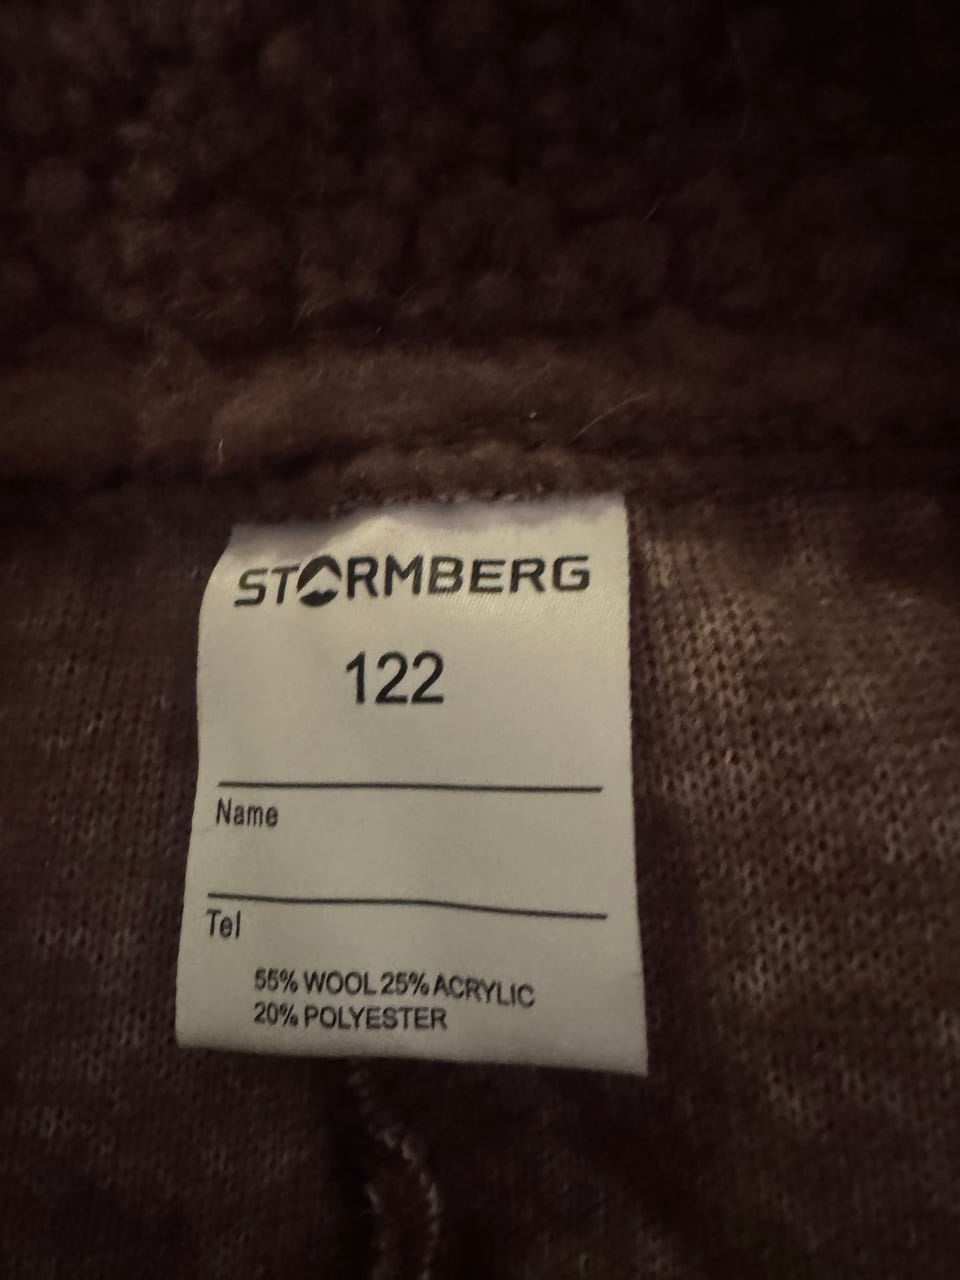 STORMBERG
122
Name
Tel
55% WOOL 25% ACRYLIC
20% POLYESTER